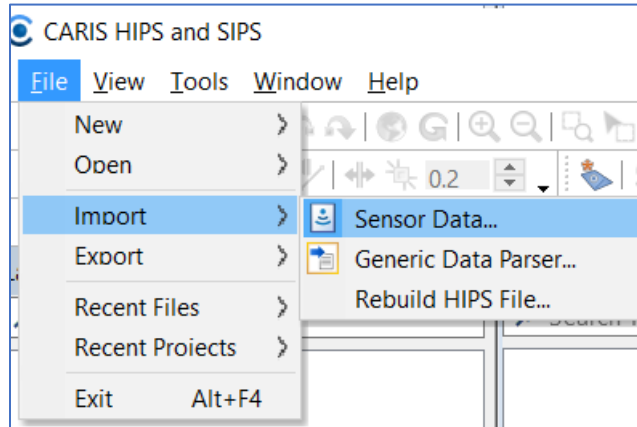 CARIS HIPS and SIPS
File View Tools Window Help
New
Open
0.2
Import
Sensor Data...
Export
Generic Data Parser...
Rebuild HIPS File...
Recent Files
Recent Projects
Exit Alt+F4